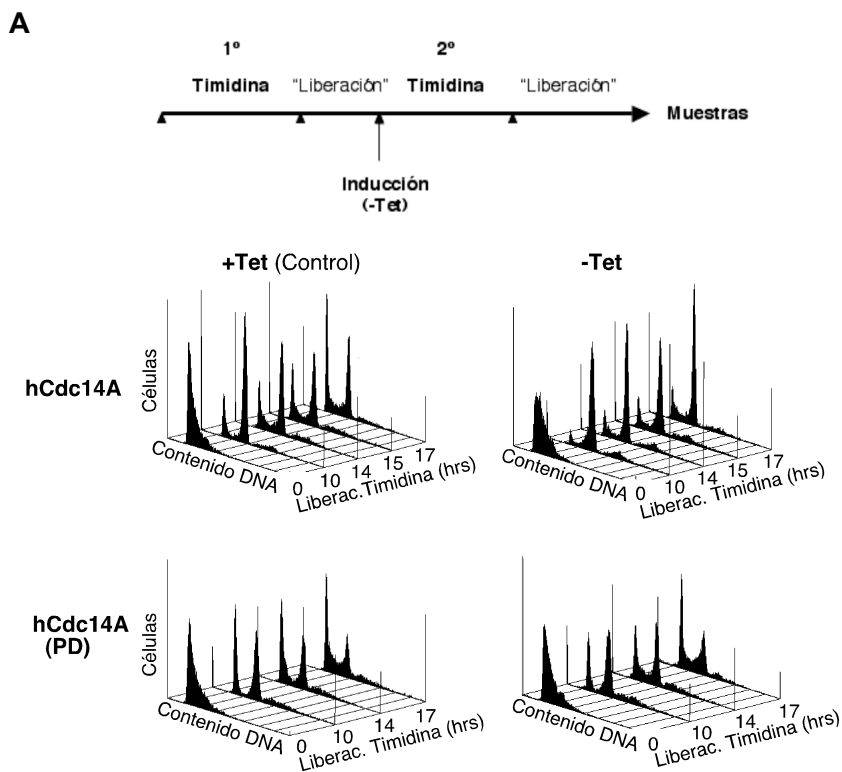 A
1º 2º
Timidina "Liberación" Timidina "Liberación"
Muestras
Inducción
(-Tet)
+Tet (Control) -Tet
hCdc14A
Células
Contenido DNA
0 10 14 15 17
Liberac.Timidina (hrs)
Contenido DNA
0 10 14 15 17
Liberac. Timidina (hrs)
hCdc14A
(PD)
Células
Contenido DNA
0 10 14 17
Liberac. Timidina (hrs)
Contenido DNA
0 10 14 17
Liberac. Timidina (hrs)